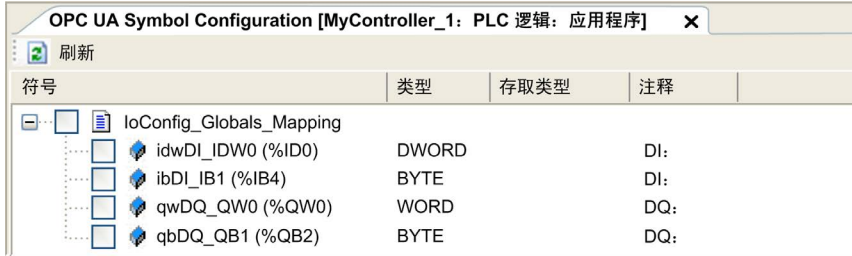 OPC UA Symbol Configuration [MyController_1：PLC 逻辑：应用程序]
刷新
符号 类型 存取类型 注释
IoConfig_Globals_Mapping
idwDI_IDW0 (%ID0) DWORD DI：
ibDI_IB1 (%IB4) BYTE DI：
qwDQ_QW0 (%QW0) WORD DQ：
qbDQ_QB1 (%QB2) BYTE DQ：